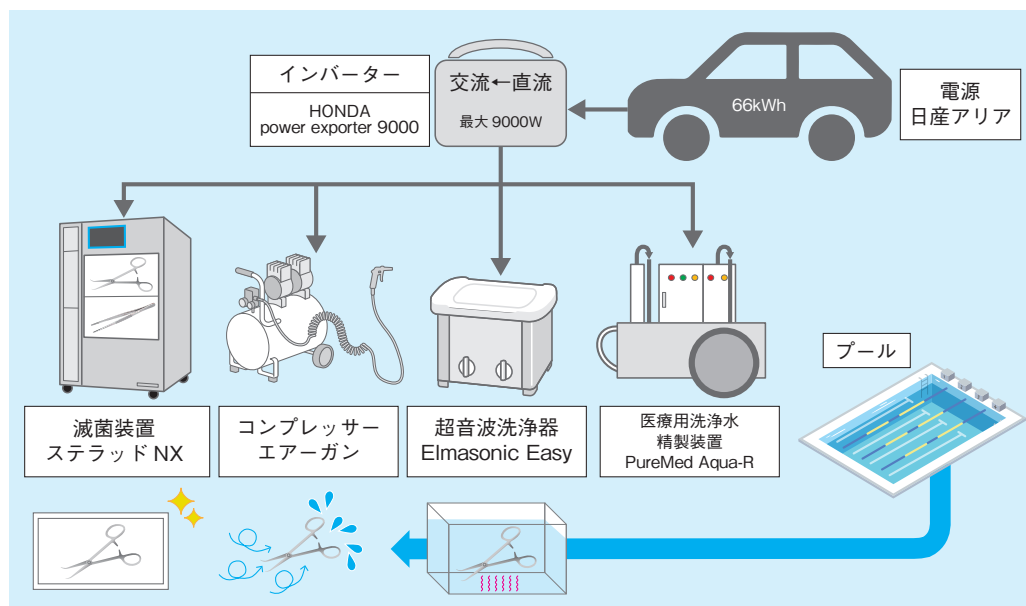 インバーター
HONDA
power exporter 9000
交流←直流
最大 9000W
66kWh
電源
日産アリア
滅菌装置
ステラッド NX
コンプレッサー
エアーガン
超音波洗浄器
Elmasonic Easy
医療用洗浄水
精製装置
PureMed Aqua-R
プール